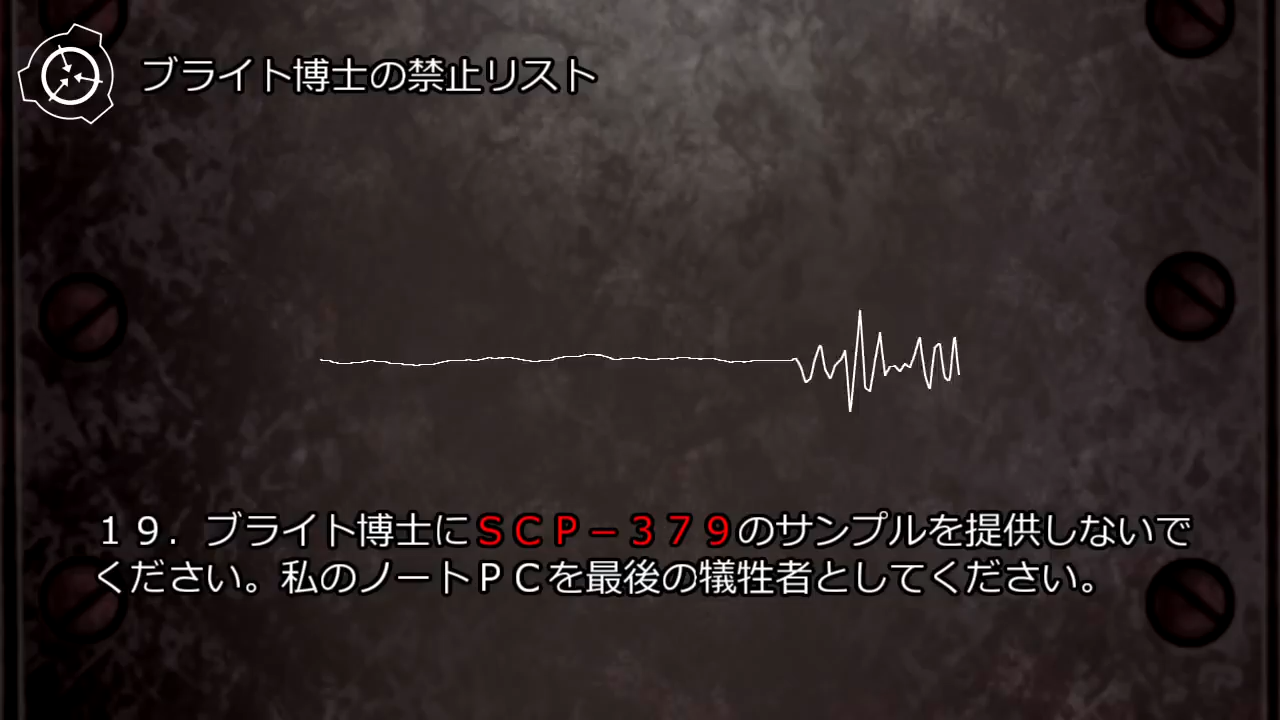 ブライト博士の禁止リスト
１９．ブライト博士にＳＣＰ－３７９のサンプルを提供しないで
ください。私のノートＰＣを最後の犠牲者としてください。